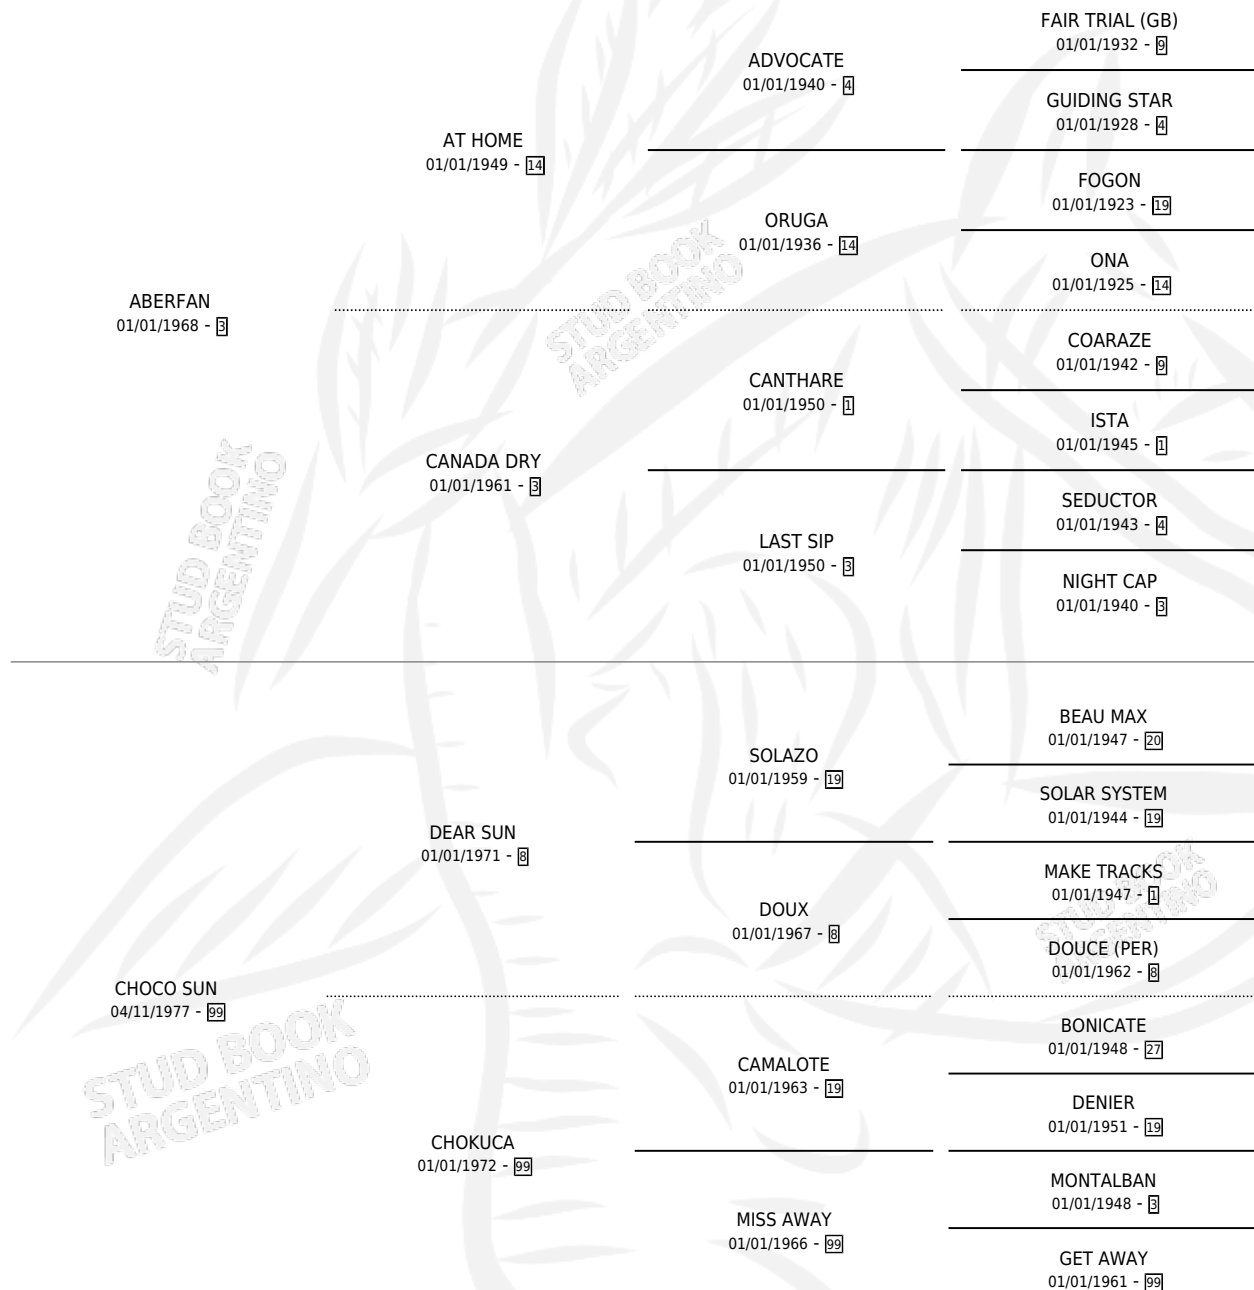 FAIR TRIAL (GB)
01/01/1932 - 9
ADVOCATE
01/01/1940 - 4
GUIDING STAR
01/01/1928 - 4
AT HOME
01/01/1949 - 14
FOGON
01/01/1923 - 19
ORUGA
01/01/1936 - 14
ONA
01/01/1925 - 14
ABERFAN
01/01/1968 - 3
COARAZE
01/01/1942 - 9
CANTHARE
01/01/1950 - 1
ISTA
01/01/1945 - 1
CANADA DRY
01/01/1961 - 3
SEDUCTOR
01/01/1943 - 4
LAST SIP
01/01/1950 - 3
NIGHT CAP
01/01/1940 - 3
BEAU MAX
01/01/1947 - 20
SOLAZO
01/01/1959 - 19
SOLAR SYSTEM
01/01/1944 - 19
DEAR SUN
01/01/1971 - 8
MAKE TRACKS
01/01/1947 - 1
DOUX
01/01/1967 - 8
DOUCE (PER)
01/01/1962 - 8
CHOCO SUN
04/11/1977 - 99
BONICATE
01/01/1948 - 27
CAMALOTE
01/01/1963 - 19
DENIER
01/01/1951 - 19
CHOKUCA
01/01/1972 - 99
MONTALBAN
01/01/1948 - 3
MISS AWAY
01/01/1966 - 99
GET AWAY
01/01/1961 - 99
STUD BOOK
ARGENTINO
STUD BOOK
ARGENTINO
STUD BOOK
ARGENTINO
STUD BOOK
ARGENTINO